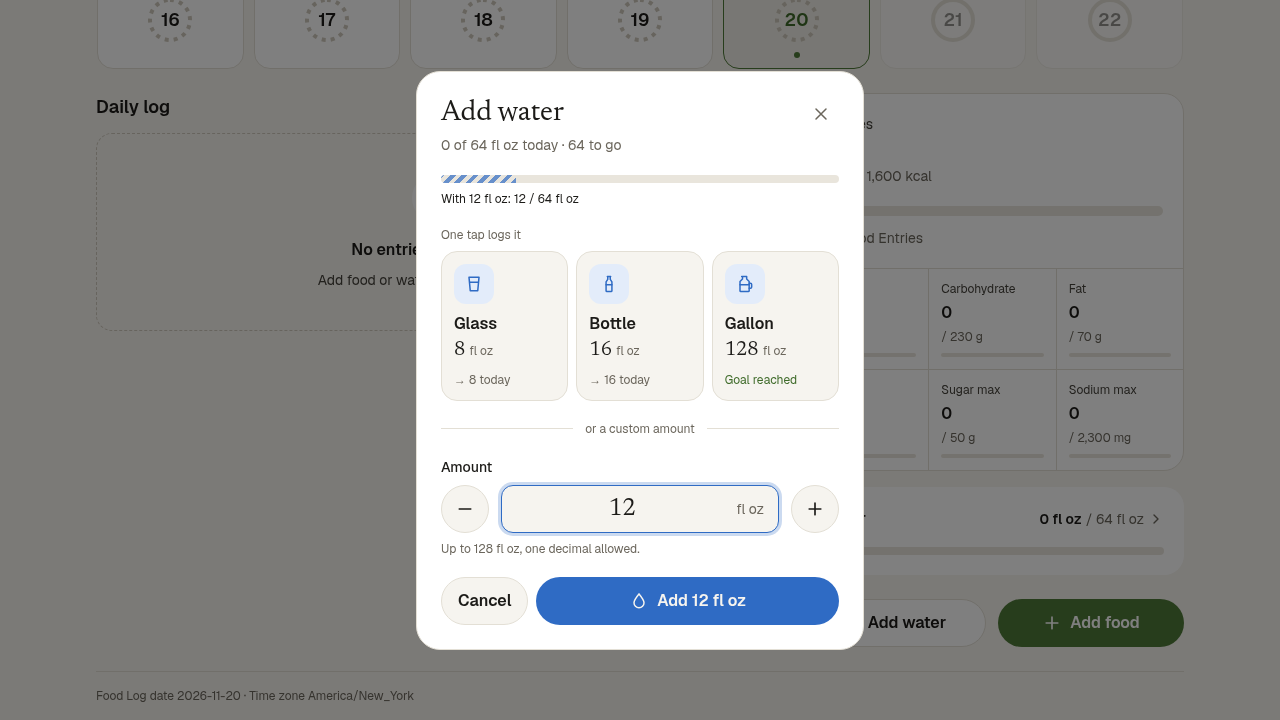 16 17 18 19 20 21 22
Daily log
Add water
0 of 64 fl oz today · 64 to go
With 12 fl oz: 12 / 64 fl oz
One tap logs it
Glass
8 fl oz
→ 8 today
Bottle
16 fl oz
→ 16 today
Gallon
128 fl oz
Goal reached
or a custom amount
Amount
12 fl oz
Up to 128 fl oz, one decimal allowed.
Cancel
Add 12 fl oz
No
Add food or
1,600 kcal
Entries
Carbohydrate
0
/ 230 g
Fat
0
/ 70 g
Sugar max
0
/ 50 g
Sodium max
0
/ 2,300 mg
0 fl oz / 64 fl oz
Add water
Add food
Food Log date 2026-11-20 · Time zone America/New_York